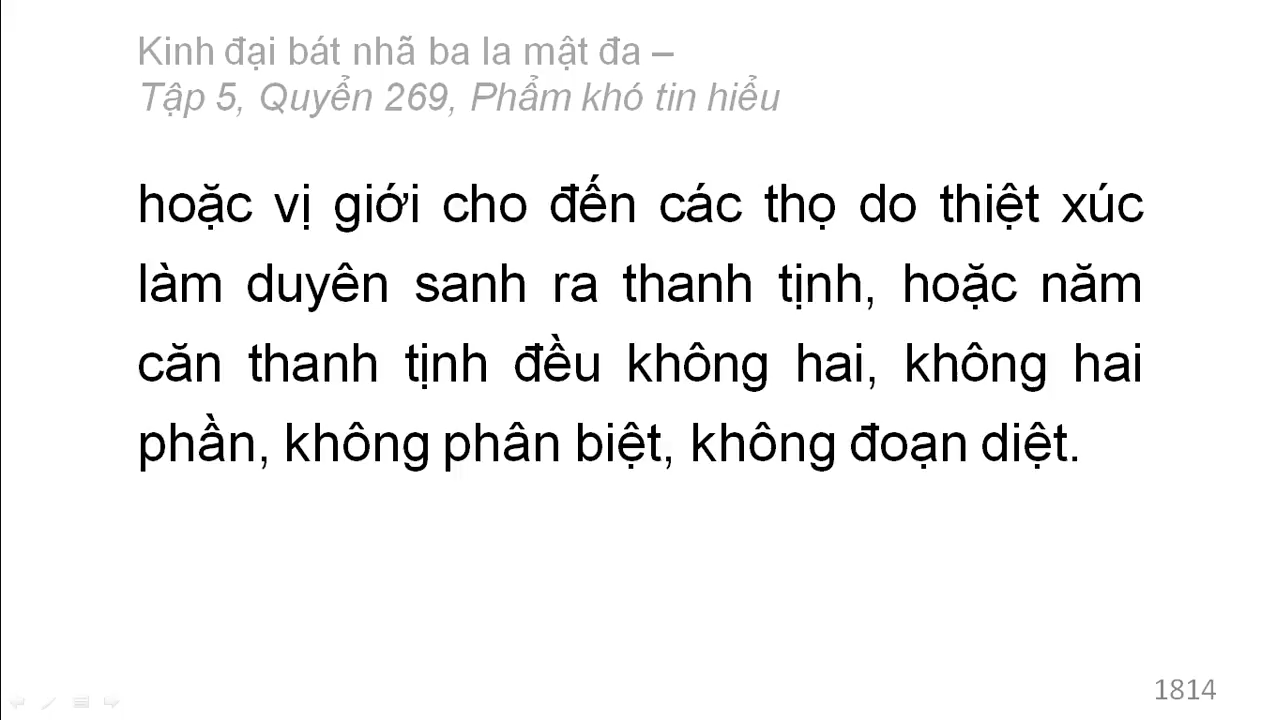 Kinh đại bát nhã ba la mật đa –
Tập 5, Quyển 269, Phẩm khó tin hiểu
hoặc vị giới cho đến các thọ do thiệt xúc
làm duyên sanh ra thanh tịnh, hoặc năm
căn thanh tịnh đều không hai, không hai
phần, không phân biệt, không đoạn diệt.
1814